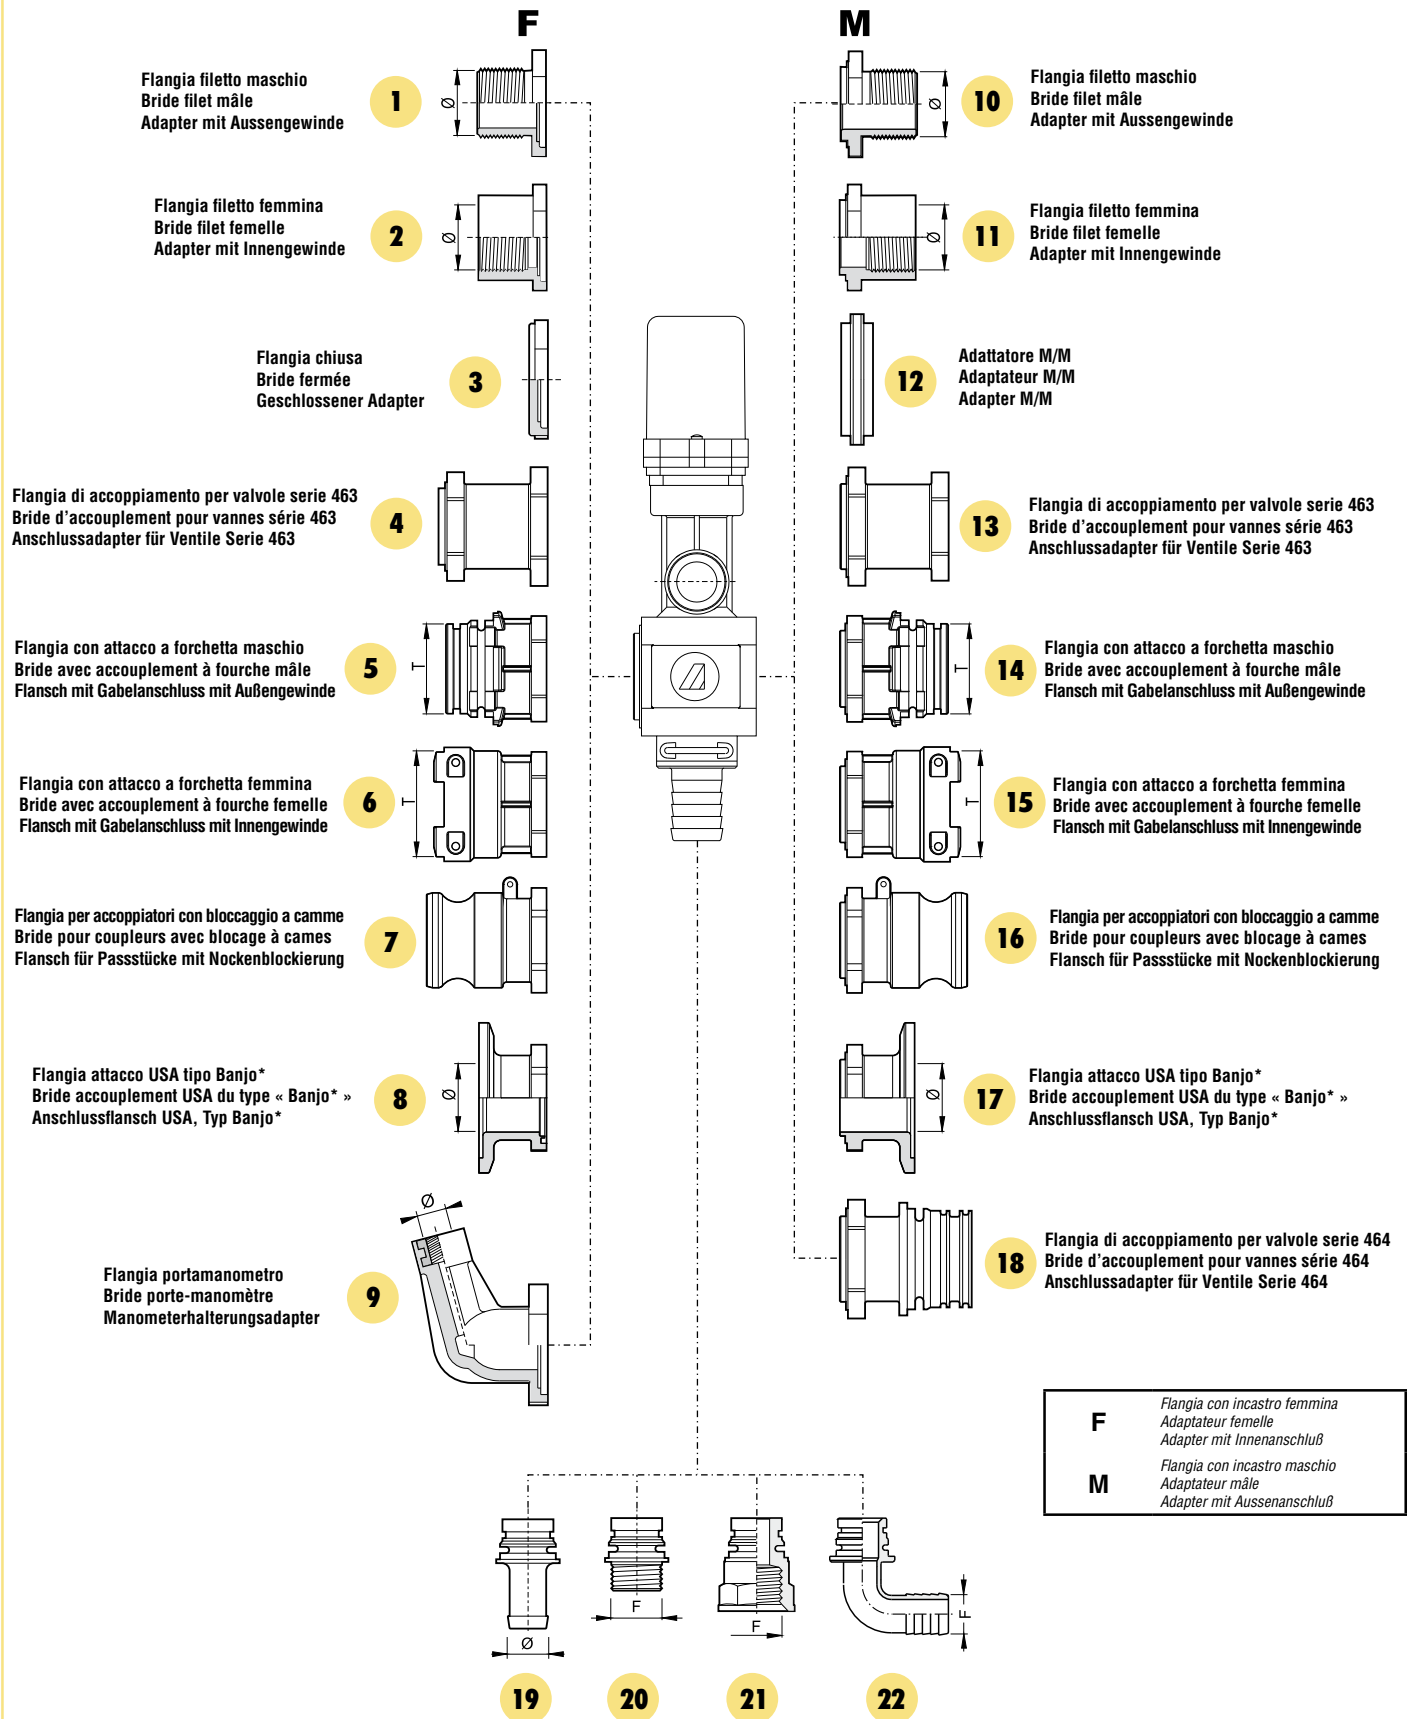 F
M
Flangia filetto maschio
Bride filet mâle
Adapter mit Aussengewinde
1
Ø
Ø
10
Flangia filetto maschio
Bride filet mâle
Adapter mit Aussengewinde
Flangia filetto femmina
Bride filet femelle
Adapter mit Innengewinde
2
Ø
Ø
11
Flangia filetto femmina
Bride filet femelle
Adapter mit Innengewinde
Flangia chiusa
Bride fermée
Geschlossener Adapter
3
12
Adattatore M/M
Adaptateur M/M
Adapter M/M
Flangia di accoppiamento per valvole serie 463
Bride d'accouplement pour vannes série 463
Anschlussadapter für Ventile Serie 463
4
13
Flangia di accoppiamento per valvole serie 463
Bride d'accouplement pour vannes série 463
Anschlussadapter für Ventile Serie 463
Flangia con attacco a forchetta maschio
Bride avec accouplement à fourche mâle
Flansch mit Gabelanschluss mit Außengewinde
5
T
T
14
Flangia con attacco a forchetta maschio
Bride avec accouplement à fourche mâle
Flansch mit Gabelanschluss mit Außengewinde
Flangia con attacco a forchetta femmina
Bride avec accouplement à fourche femelle
Flansch mit Gabelanschluss mit Innengewinde
6
T
T
15
Flangia con attacco a forchetta femmina
Bride avec accouplement à fourche femelle
Flansch mit Gabelanschluss mit Innengewinde
Flangia per accoppiatori con bloccaggio a camme
Bride pour coupleurs avec blocage à cames
Flansch für Passstücke mit Nockenblockierung
7
16
Flangia per accoppiatori con bloccaggio a camme
Bride pour coupleurs avec blocage à cames
Flansch für Passstücke mit Nockenblockierung
Flangia attacco USA tipo Banjo*
Bride accouplement USA du type « Banjo* »
Anschlussflansch USA, Typ Banjo*
8
Ø
Ø
17
Flangia attacco USA tipo Banjo*
Bride accouplement USA du type « Banjo* »
Anschlussflansch USA, Typ Banjo*
Flangia portamanometro
Bride porte-manomètre
Manometerhalterungsadapter
9
Ø
18
Flangia di accoppiamento per valvole serie 464
Bride d'accouplement pour vannes série 464
Anschlussadapter für Ventile Serie 464
F
Flangia con incastro femmina
Adaptateur femelle
Adapter mit Innenanschluß
M
Flangia con incastro maschio
Adaptateur mâle
Adapter mit Aussenanschluß
Ø
F
F
F
19
20
21
22